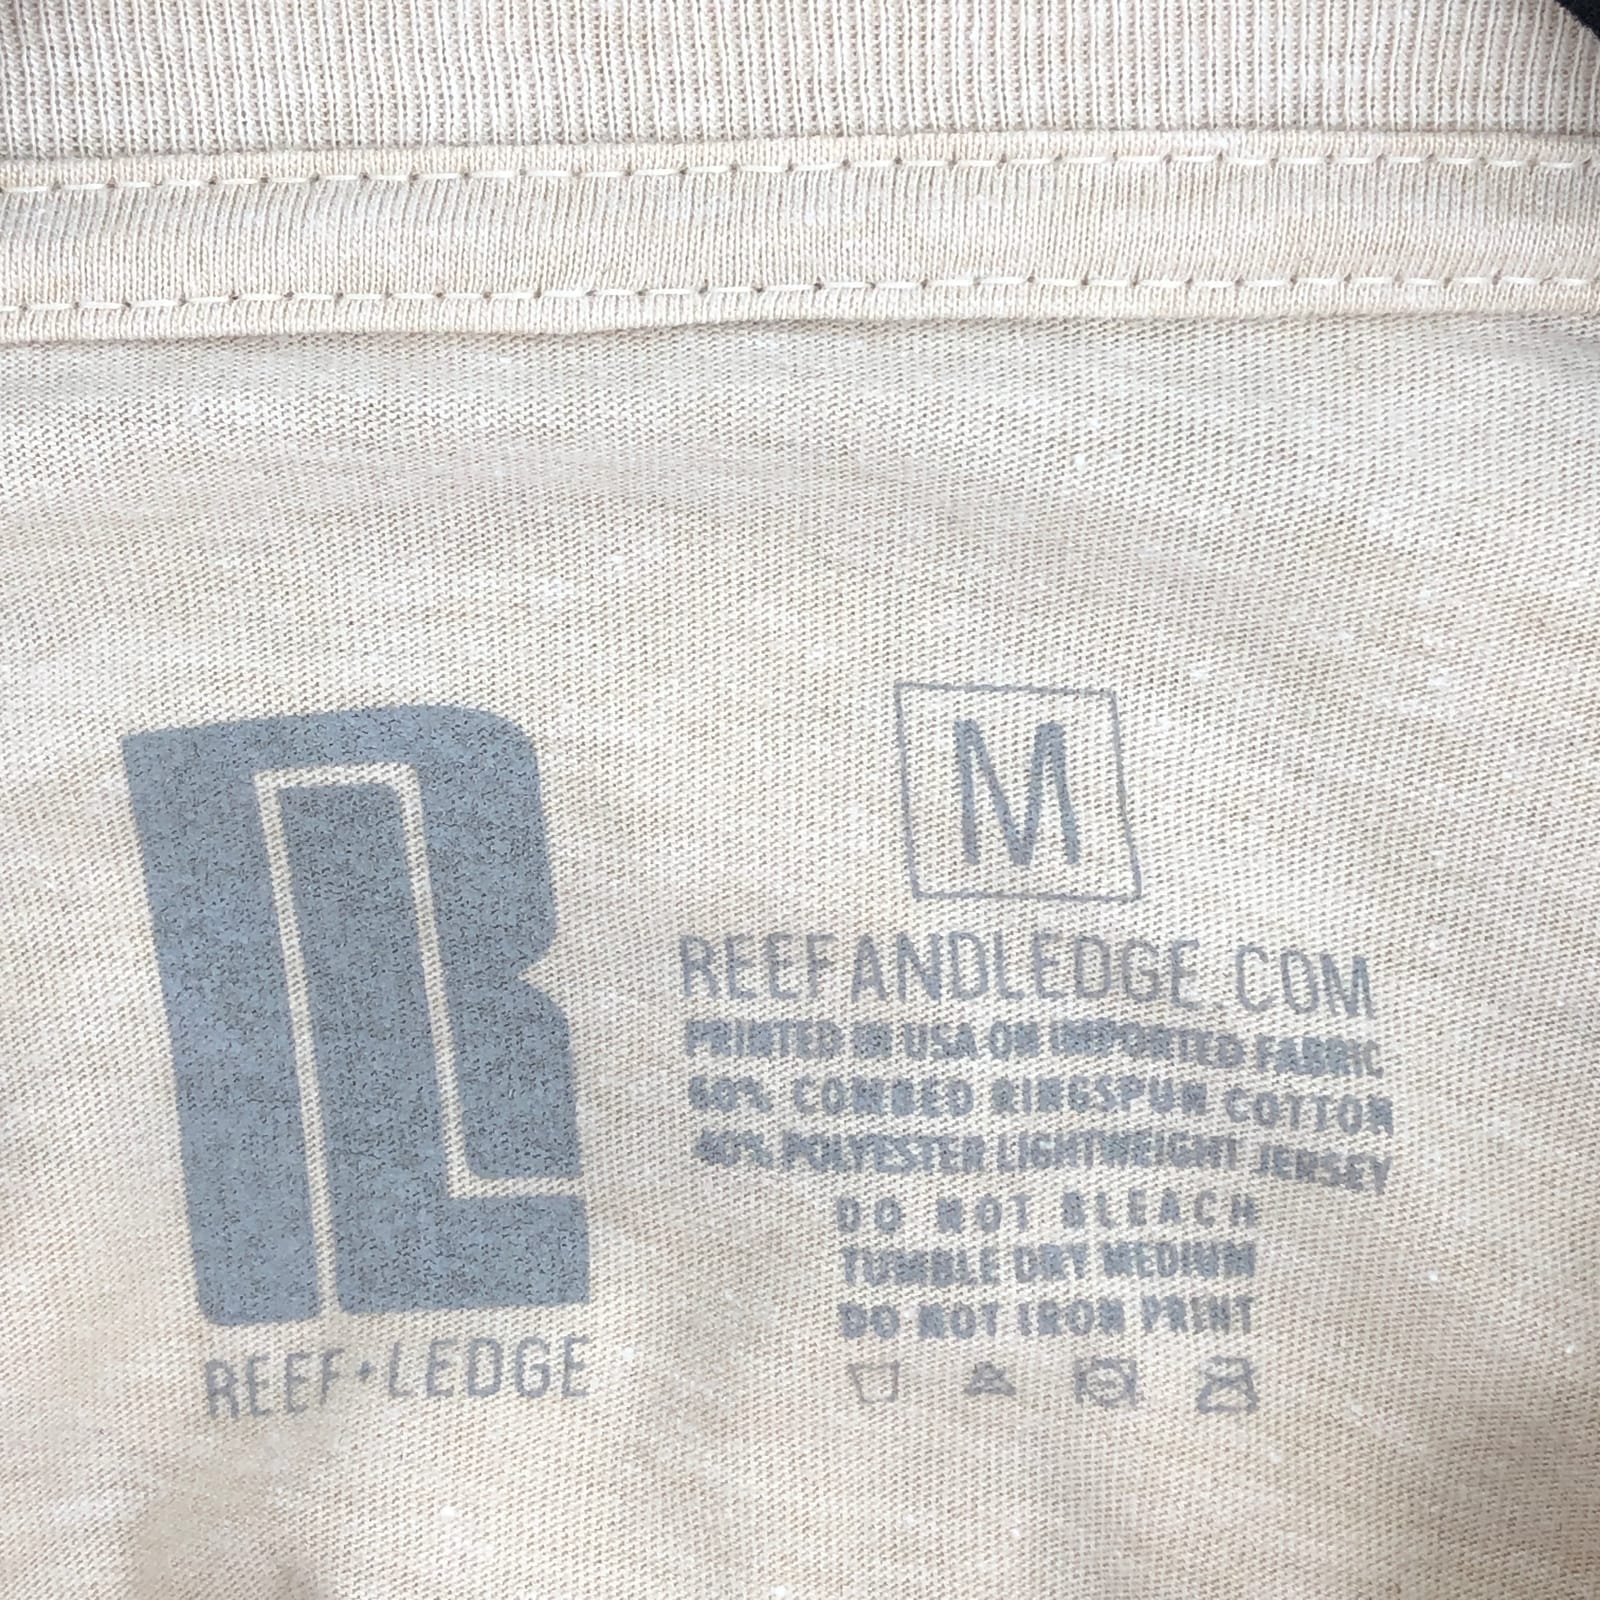 M
REEFANDLEDGE.COM
PRINTED IN USA ON IMPORTED FABRIC
60% COMBED RINGSPUN COTTON
40% POLYESTER LIGHTWEIGHT JERSEY
DO NOT BLEACH
TUMBLE DRY MEDIUM
DO NOT IRON PRINT
RL
REEF+LEDGE